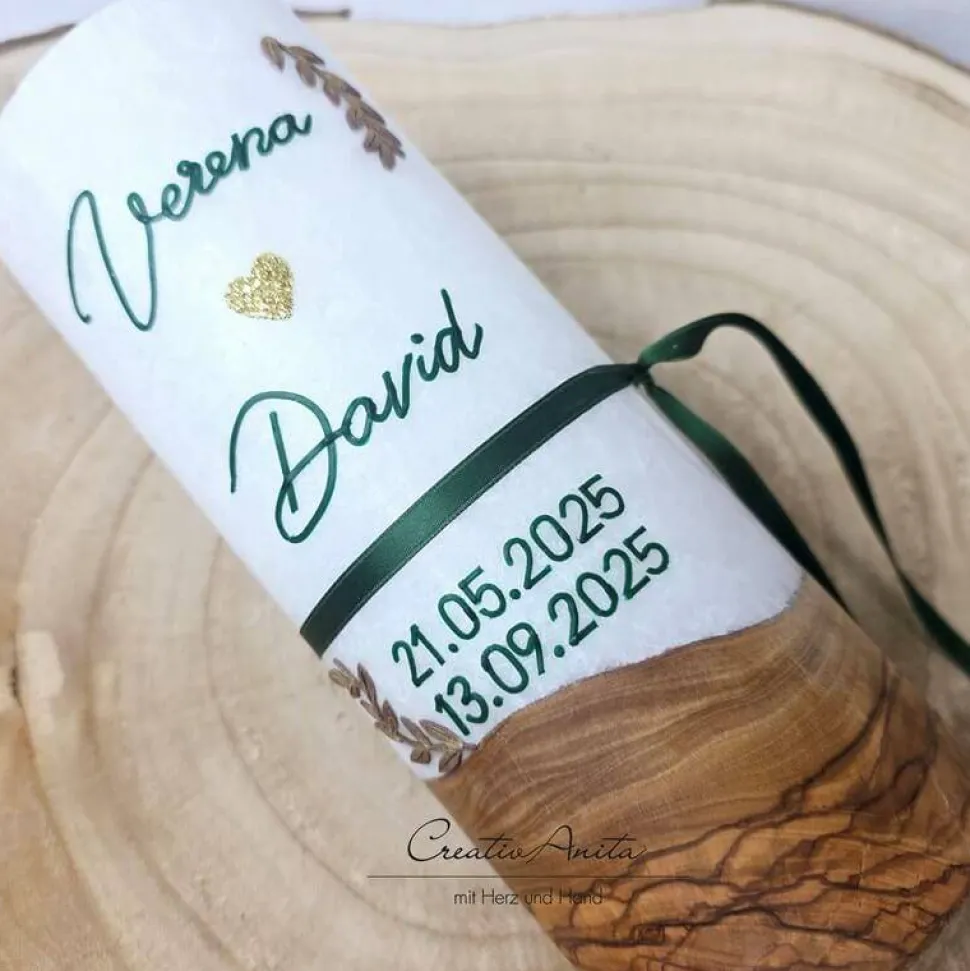 Verena
David
21.05.2025
13.09.2025
CreativAnita
mit Herz und Hand